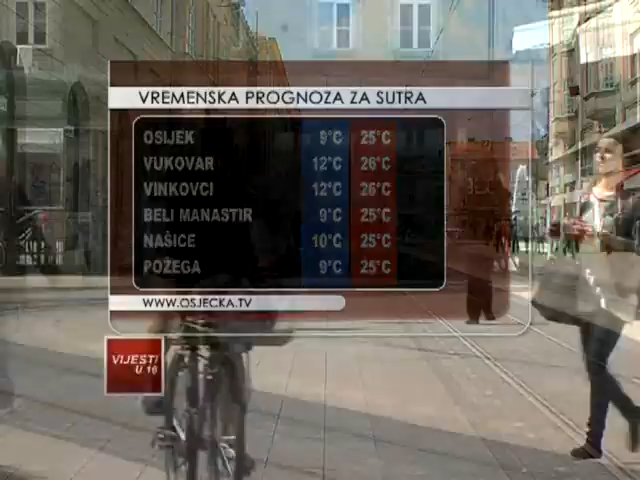 VREMENSKA PROGNOZA ZA SUTRA
OSIJEK 9°C 25°C
VUKOVAR 12°C 26°C
VINKOVCI 12°C 26°C
BELI MANASTIR 9°C 25°C
NAŠICE 10°C 25°C
POŽEGA 9°C 25°C
WWW.OSJECKA.TV
VIJESTI
U 16